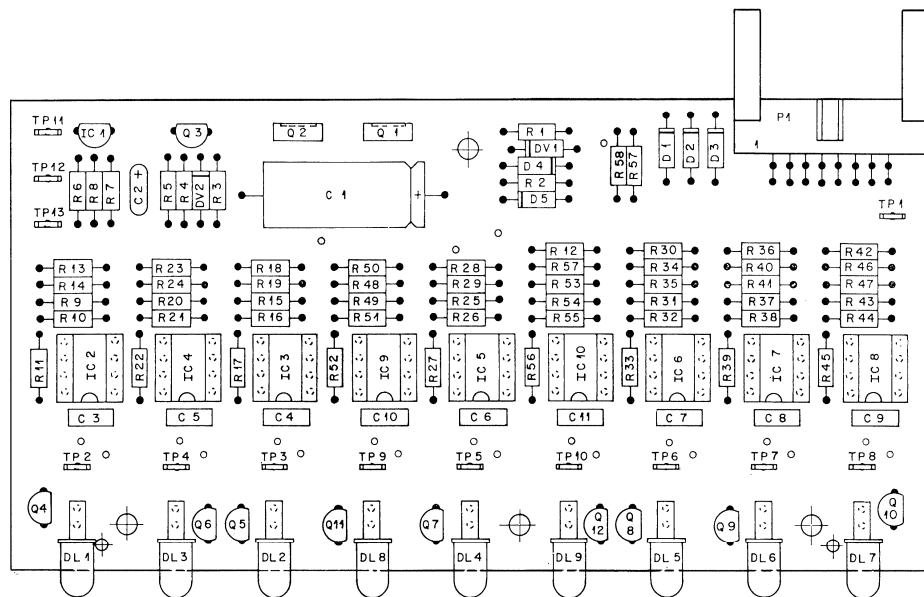 TP11 IC1 Q3 Q2 Q1 R1 P1
DV1 1
TP12 D4 R58 R57 D1 D2 D3
R6 R8 R7 C2 + R5 R4 DV2 R3 C1 + R2
TP13 D5 TP1
R13 R23 R18 R50 R28 R12 R30 R36 R42
R14 R24 R19 R48 R29 R57 R34 R40 R46
R9 R20 R15 R49 R25 R53 R35 R41 R47
R10 R21 R16 R51 R26 R54 R31 R37 R43
R55 R32 R38 R44
R11 IC2 R22 IC4 R17 IC3 R52 IC9 R27 IC5 R56 IC10 R33 IC6 R39 IC7 R45 IC8
C3 C5 C4 C10 C6 C11 C7 C8 C9
TP2 TP4 TP3 TP9 TP5 TP10 TP6 TP7 TP8
Q4 Q6 Q5 Q11 Q7 Q12 Q8 Q9 Q10
DL1 DL3 DL2 DL8 DL4 DL9 DL5 DL6 DL7